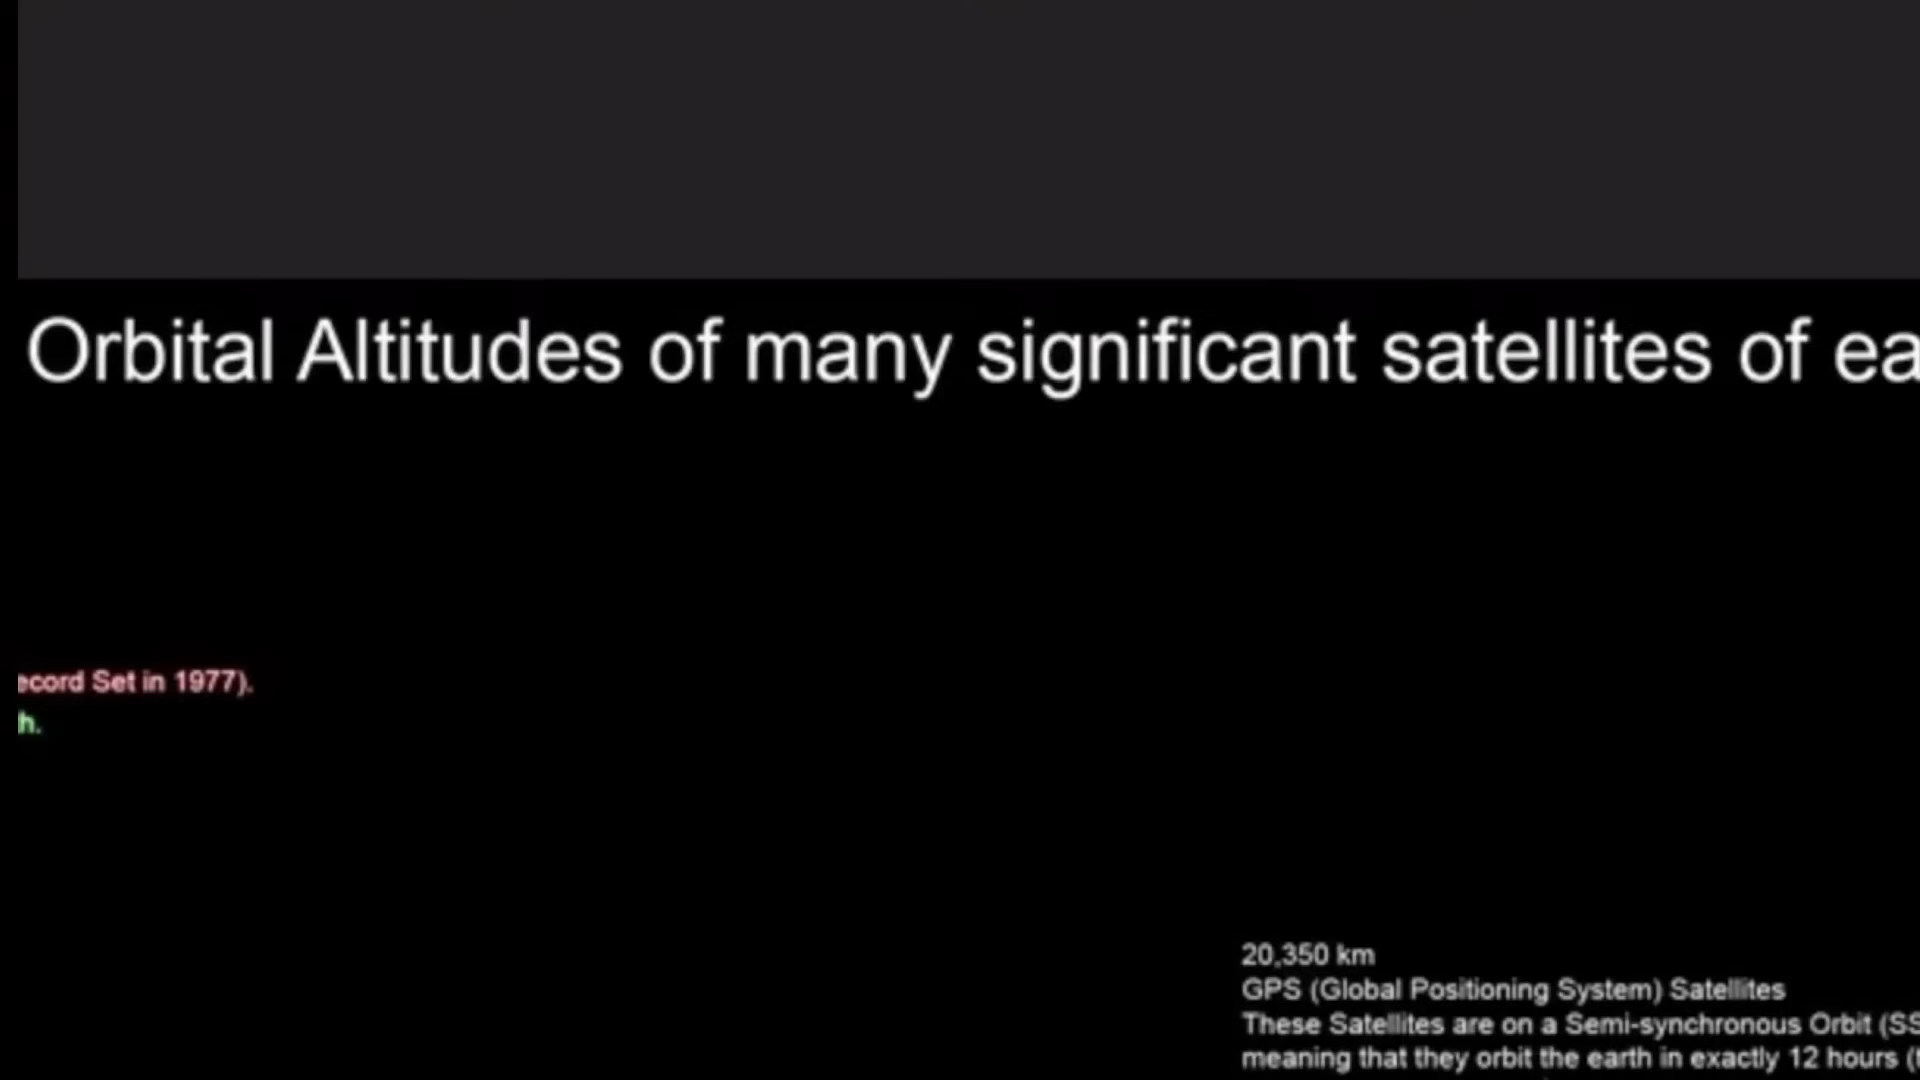 Orbital Altitudes of many significant satellites of ea
ecord Set in 1977).
h.
20,350 km
GPS (Global Positioning System) Satellites
These Satellites are on a Semi-synchronous Orbit (SS
meaning that they orbit the earth in exactly 12 hours (